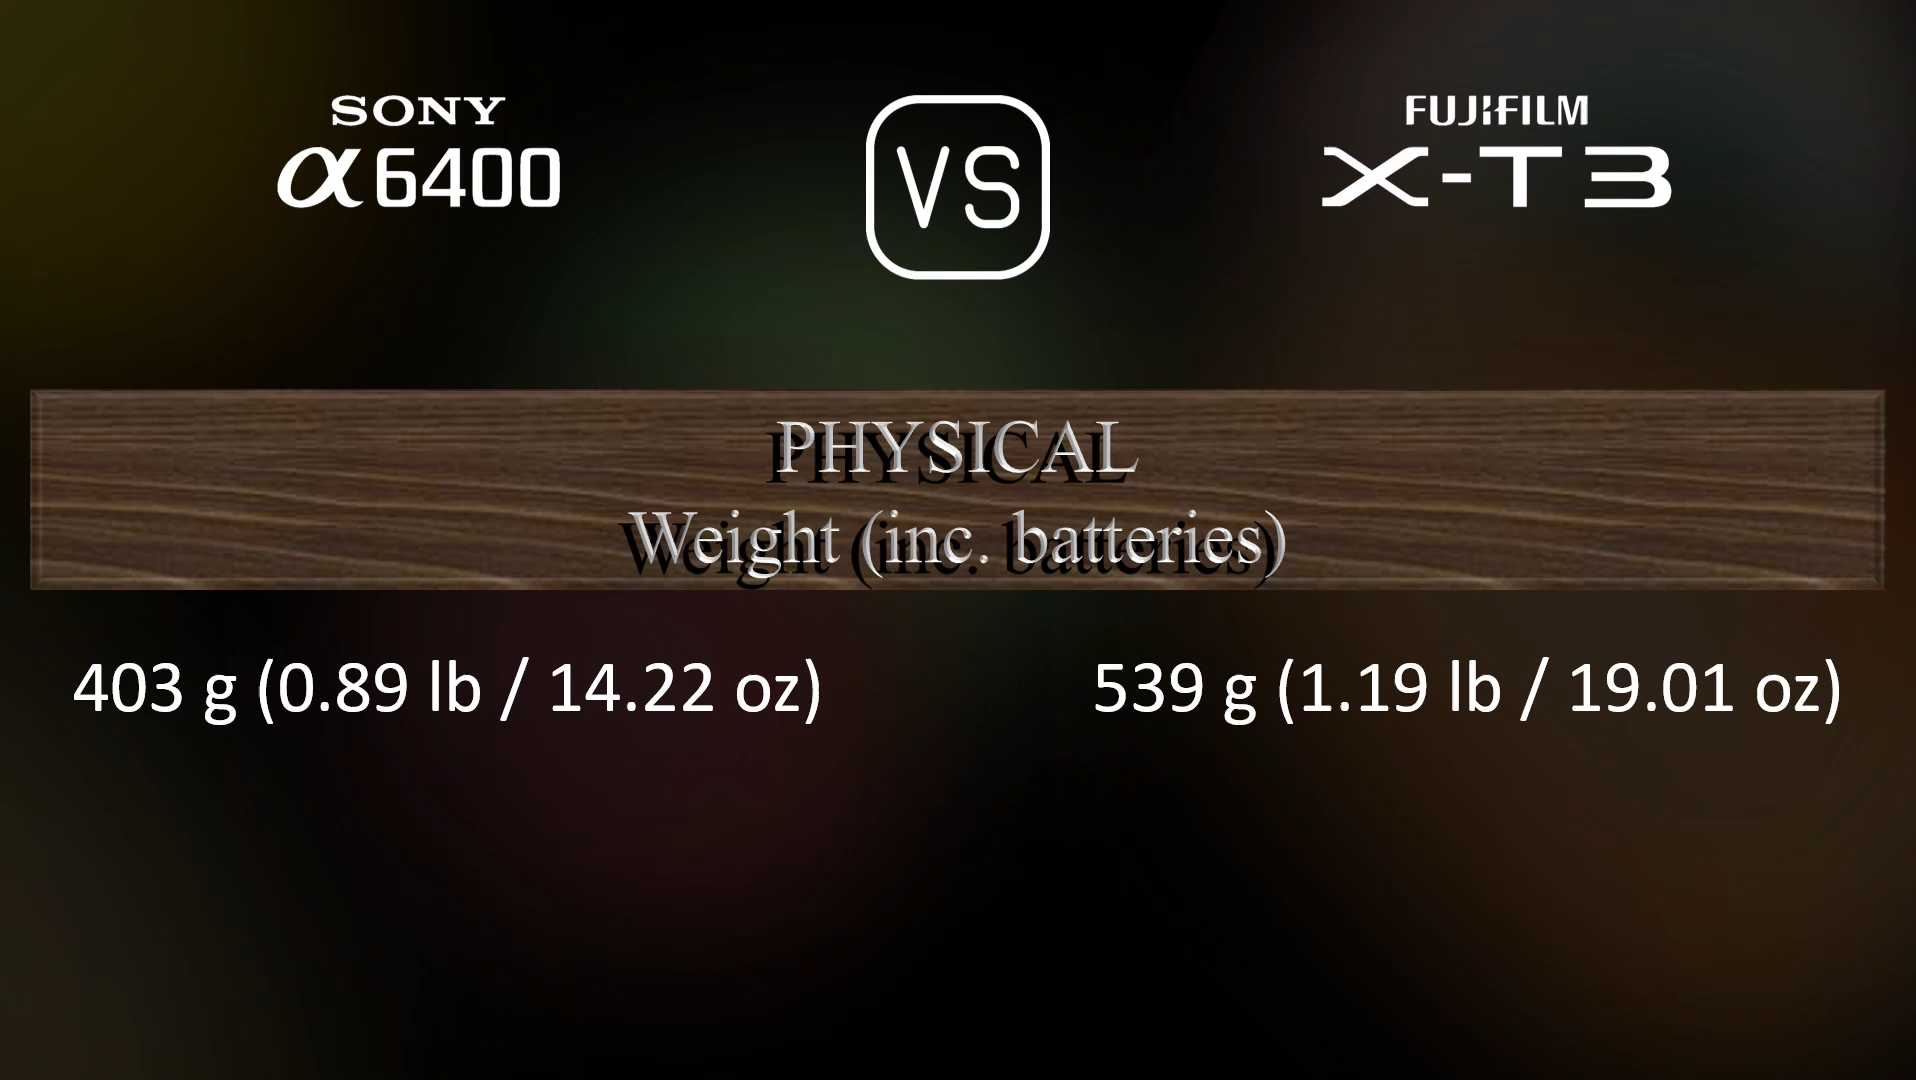 SONY
α6400
VS
FUJIFILM
X-T3
PHYSICAL
Weight (inc. batteries)
403 g (0.89 lb / 14.22 oz)
539 g (1.19 lb / 19.01 oz)